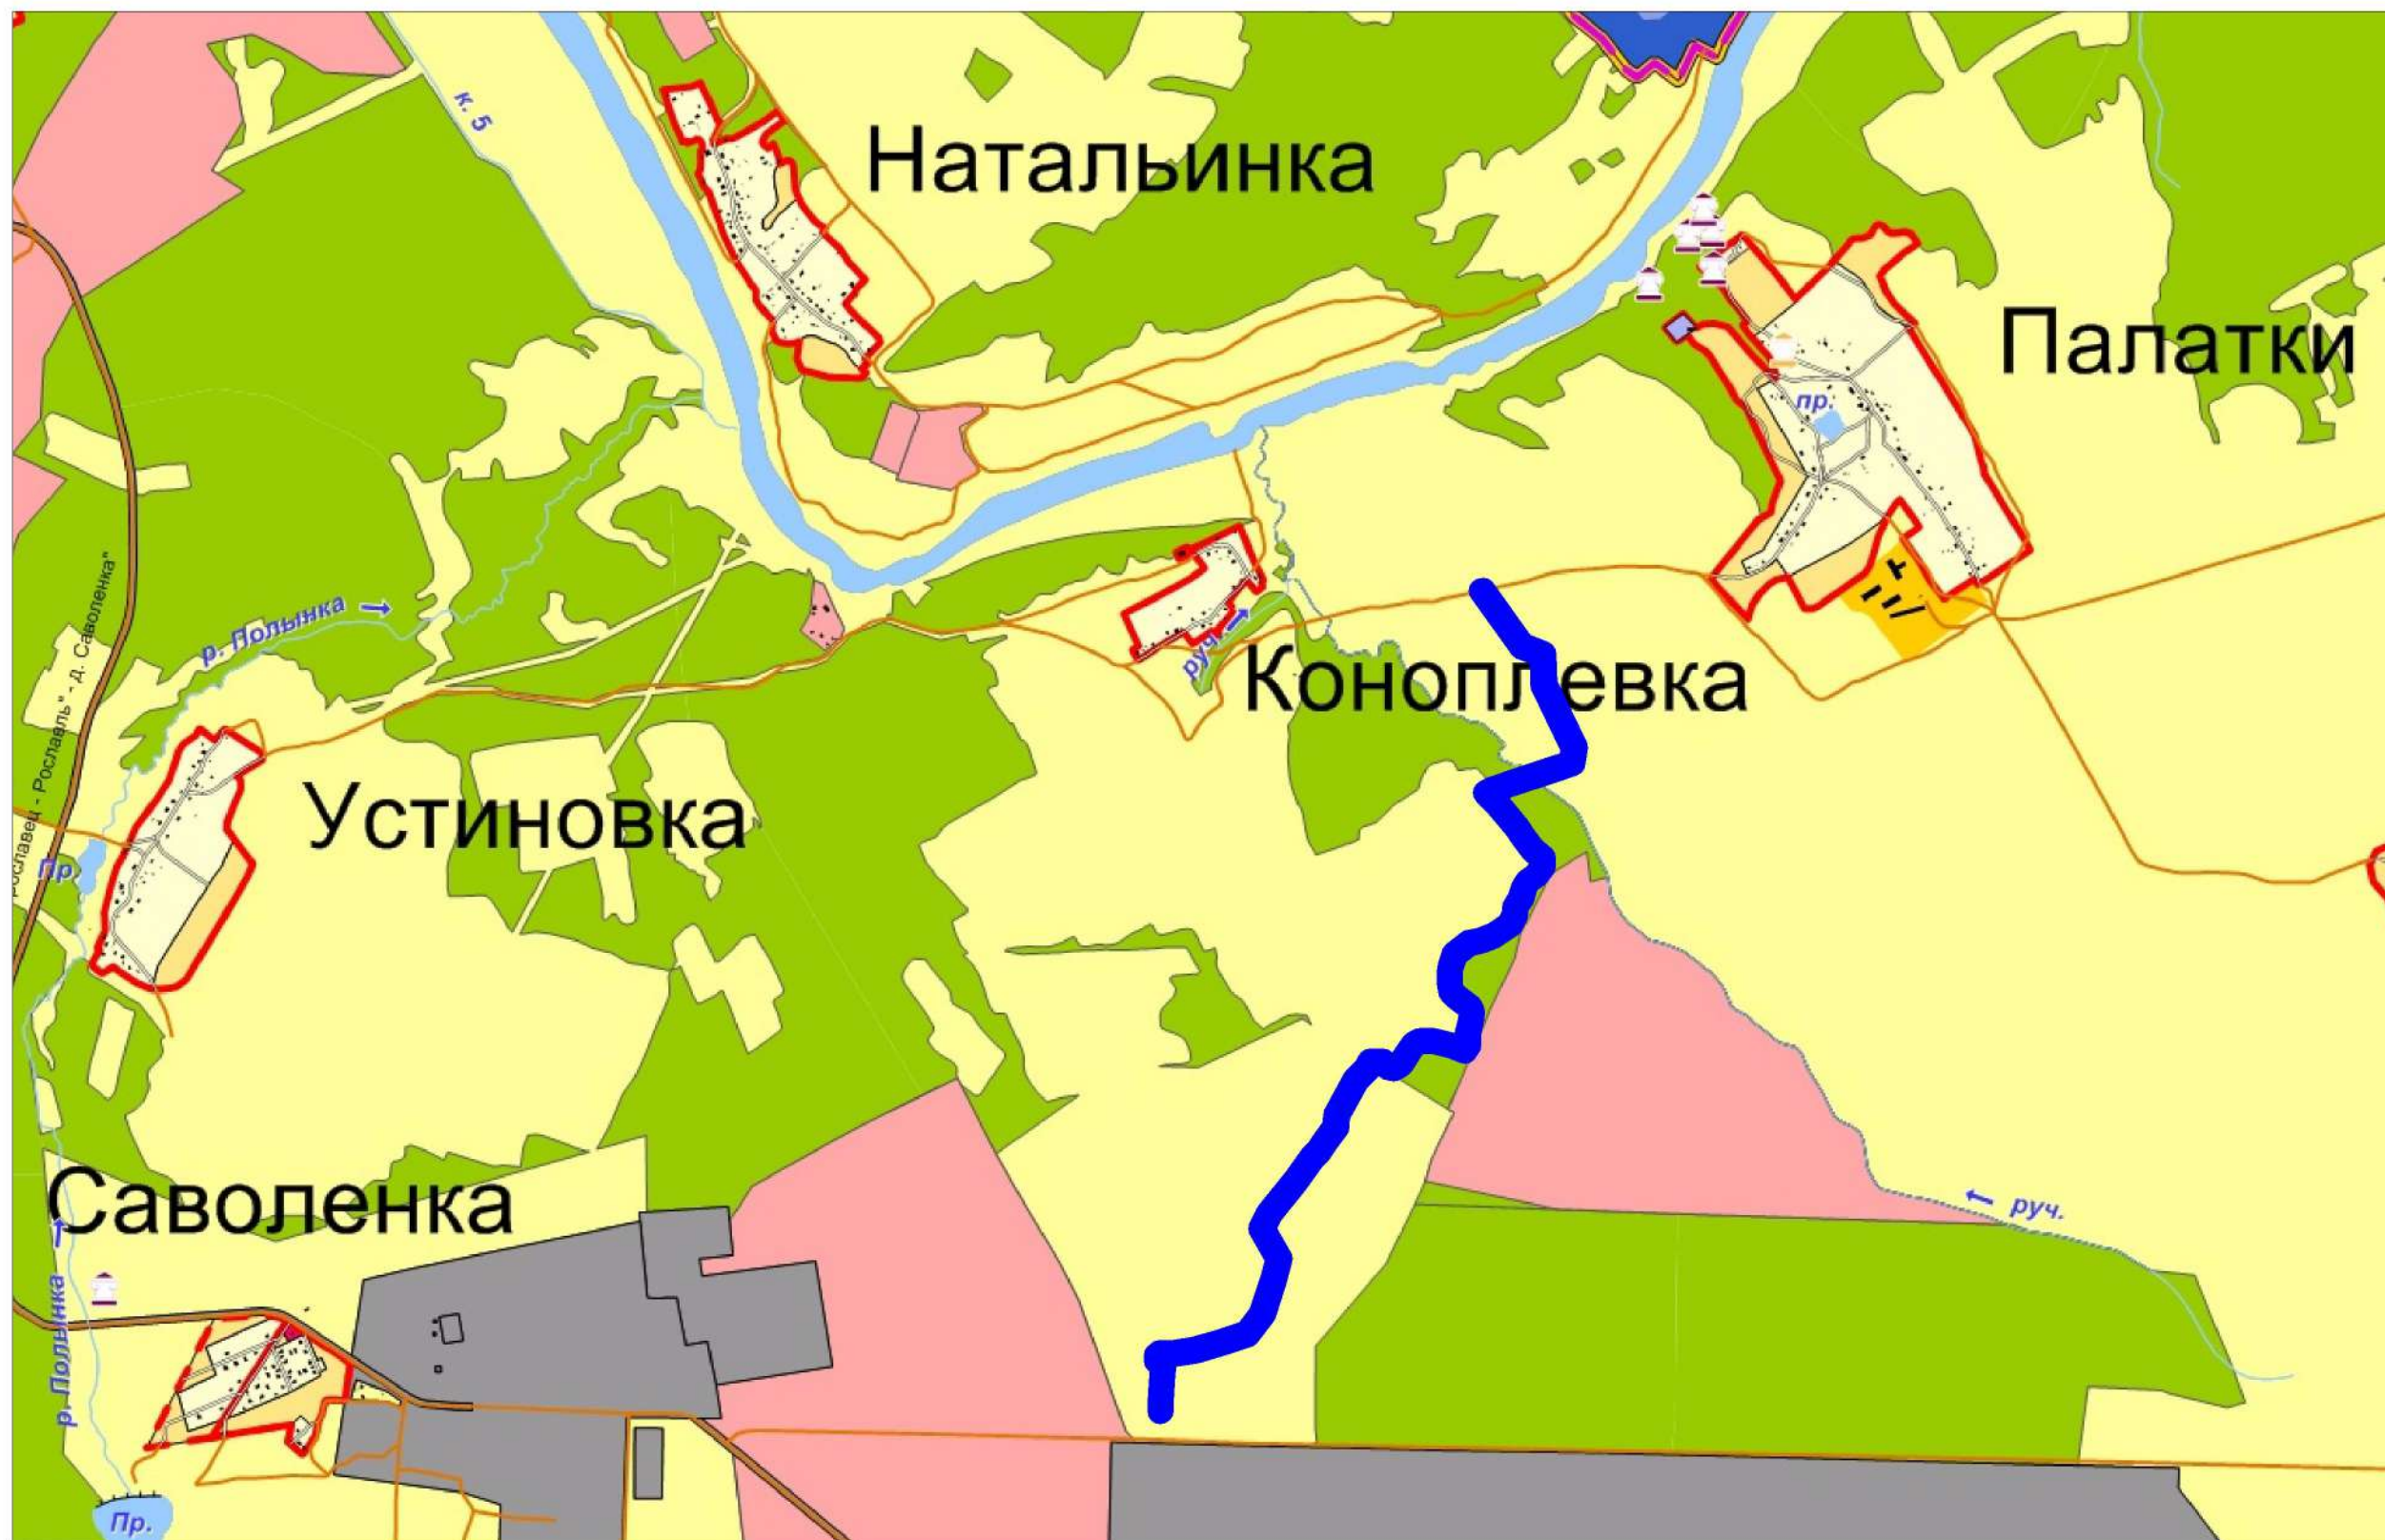 к. 5
Натальинка
Палатки
пр.
р. Полынка
руч.
Коноплевка
рославец - Рославль" - д. Саволенка"
Устиновка
Пр.
Саволенка
руч.
р. Полынка
Пр.